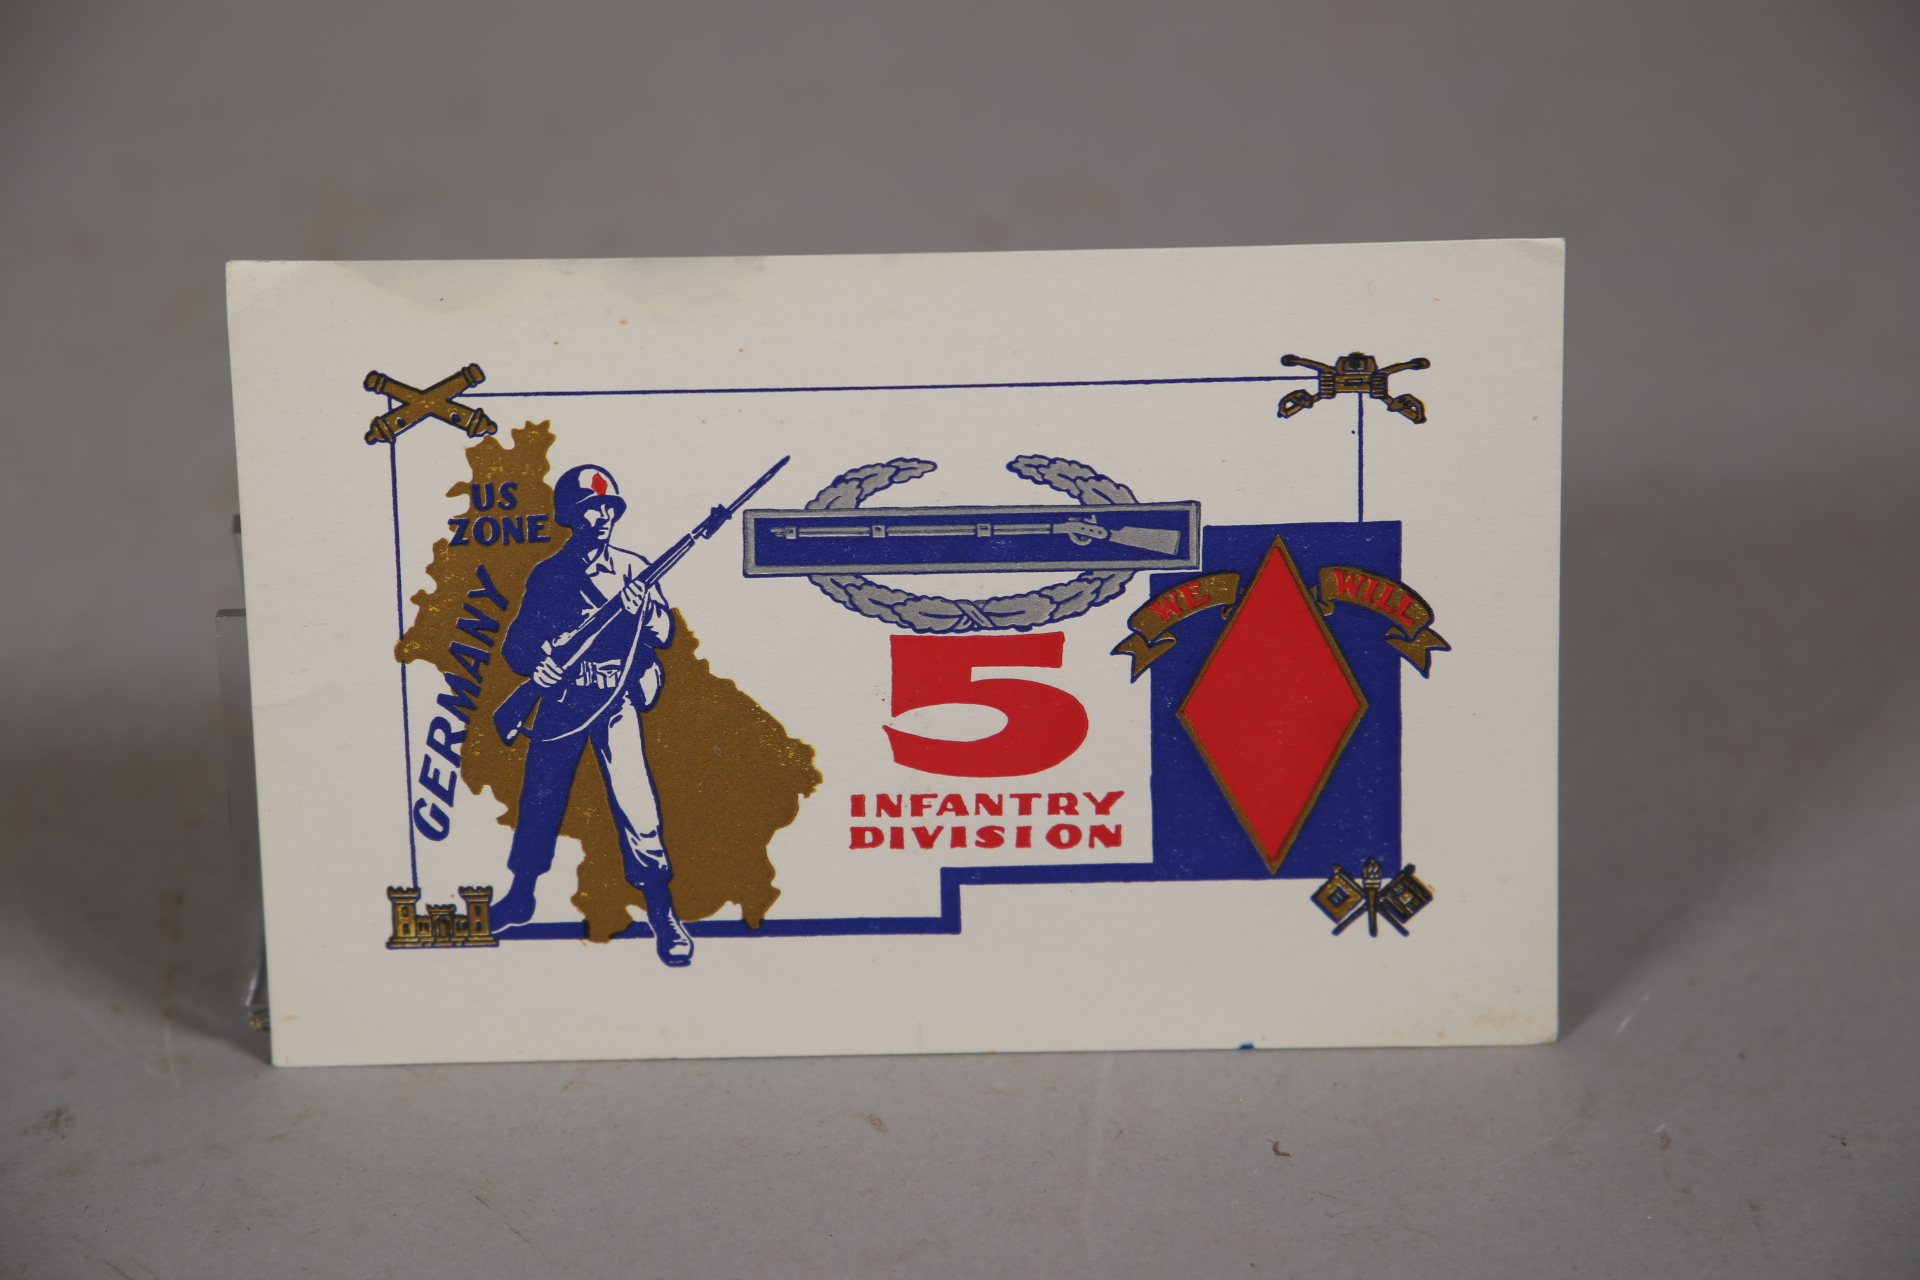 US
ZONE
GERMANY
5
INFANTRY
DIVISION
WE WILL